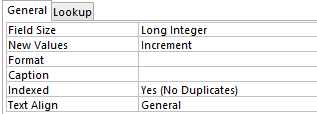 General Lookup
Field Size Long Integer
New Values Increment
Format
Caption
Indexed Yes (No Duplicates)
Text Align General